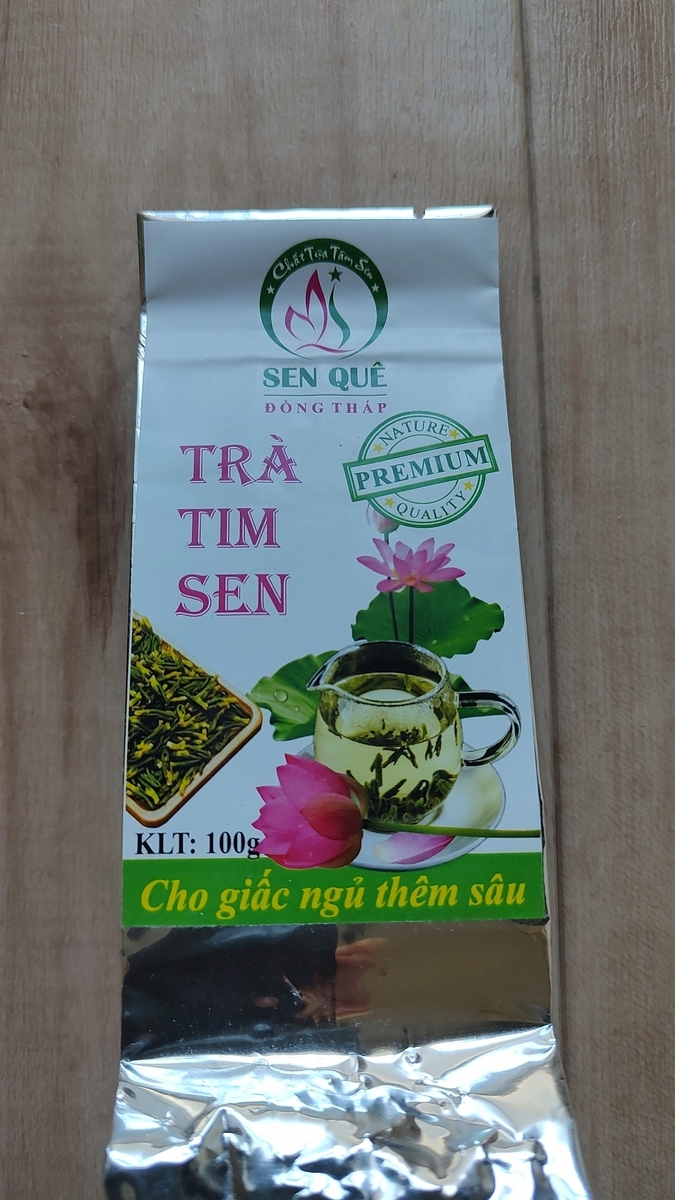 Chất Tựa Tâm Sen
SEN QUÊ
ĐỒNG THÁP
NATURE
PREMIUM
QUALITY
TRÀ
TIM
SEN
KLT: 100g
Cho giấc ngủ thêm sâu